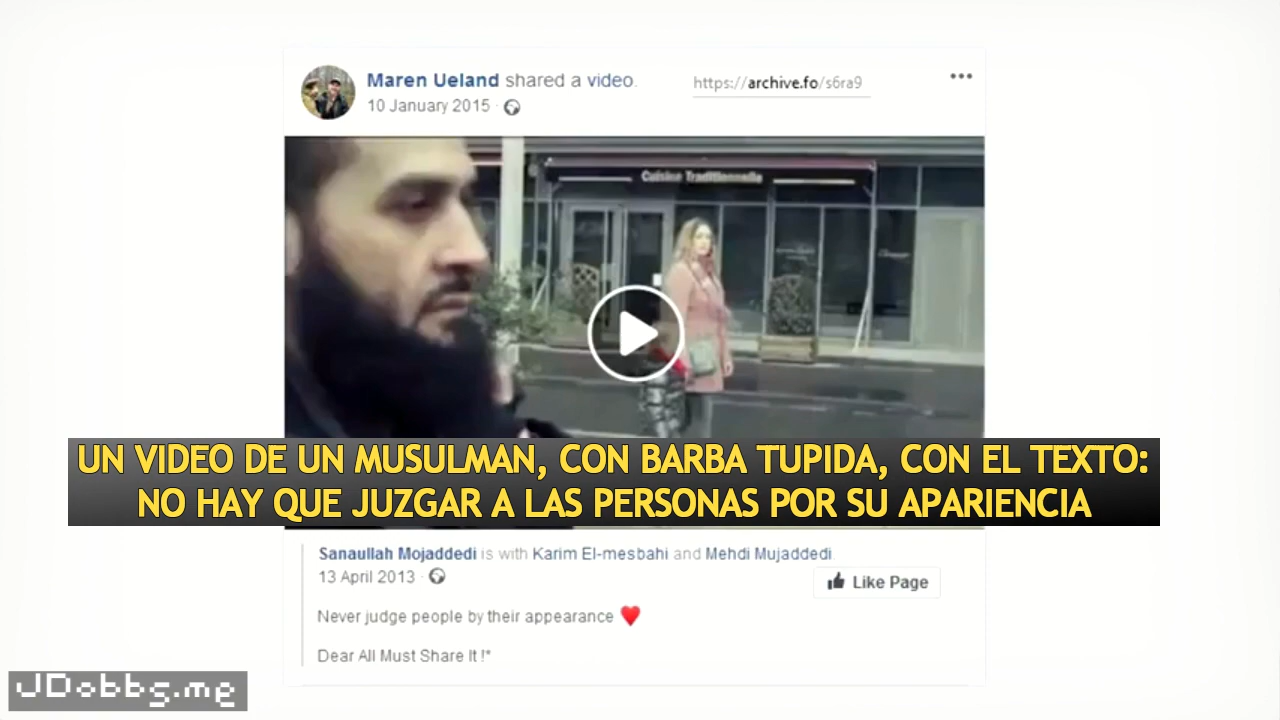 Maren Ueland shared a video.
https://archive.fo/s6ra9
10 January 2015
Cuisine Traditionnelle
UN VIDEO DE UN MUSULMAN, CON BARBA TUPIDA, CON EL TEXTO:
NO HAY QUE JUZGAR A LAS PERSONAS POR SU APARIENCIA
Sanaullah Mojaddedi is with Karim El-mesbahi and Mehdi Mujaddedi.
13 April 2013
Like Page
Never judge people by their appearance ❤
Dear All Must Share It !*
JDobbs.me